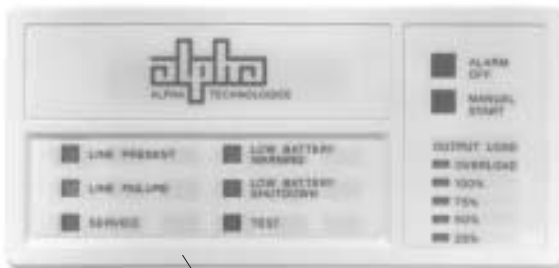 alpha
ALPHA TECHNOLOGIES
LINE PRESENT
LINE FAILURE
SERVICE
LOW BATTERY
WARNING
LOW BATTERY
SHUTDOWN
TEST
ALARM
OFF
MANUAL
START
OUTPUT LOAD
OVERLOAD
100%
75%
50%
25%